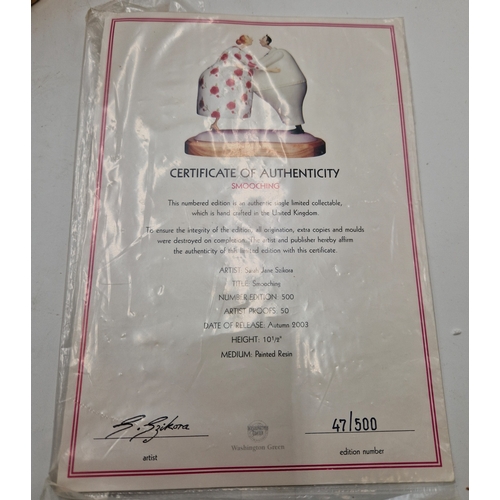 CERTIFICATE OF AUTHENTICITY
SMOOCHING
This numbered edition is an authentic single limited collectable,
which is hand crafted in the United Kingdom.
To ensure the integrity of the edition, all origination, extra copies and moulds
were destroyed on completion. The artist and publisher hereby affirm
the authenticity of this limited edition with this certificate.
ARTIST: Sarah Jane Szikora
TITLE: Smooching
NUMBER EDITION: 500
ARTIST PROOFS: 50
DATE OF RELEASE: Autumn 2003
HEIGHT: 10 1/2"
MEDIUM: Painted Resin
S. Szikora
47/500
Washington Green
artist
edition number